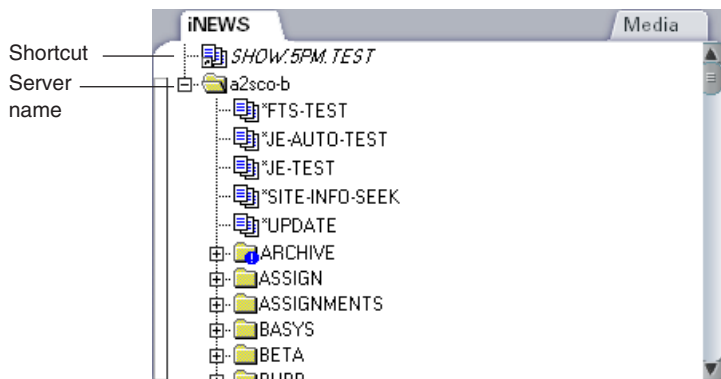 iNEWS
Media
Shortcut
SHOW.5PM.TEST
Server name
a2sco-b
*FTS-TEST
*JE-AUTO-TEST
*JE-TEST
*SITE-INFO-SEEK
*UPDATE
ARCHIVE
ASSIGN
ASSIGNMENTS
BASYS
BETA